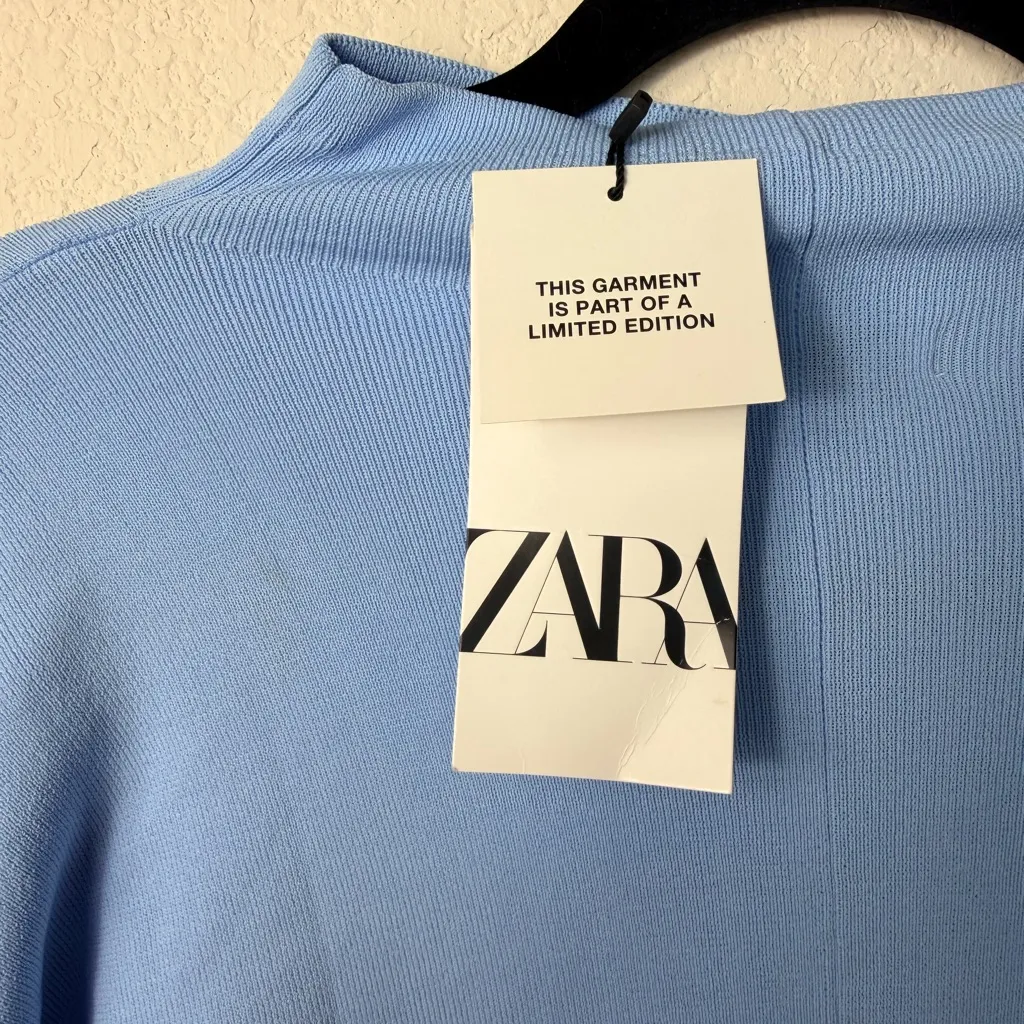 THIS GARMENT
IS PART OF A
LIMITED EDITION
ZARA